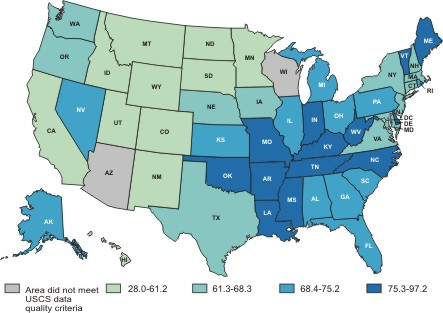 WA
ME
MT
ND
MN
VT
NH
OR
WI
NY
MA
ID
SD
MI
CT
RI
WY
IA
PA
NJ
NE
NV
OH
IL
IN
DC
DE
MD
UT
CO
WV
VA
CA
KS
MO
KY
NC
TN
AZ
NM
OK
AR
SC
MS
AL
GA
TX
LA
AK
FL
HI
Area did not meet
USCS data
quality criteria
28.0-61.2
61.3-68.3
68.4-75.2
75.3-97.2